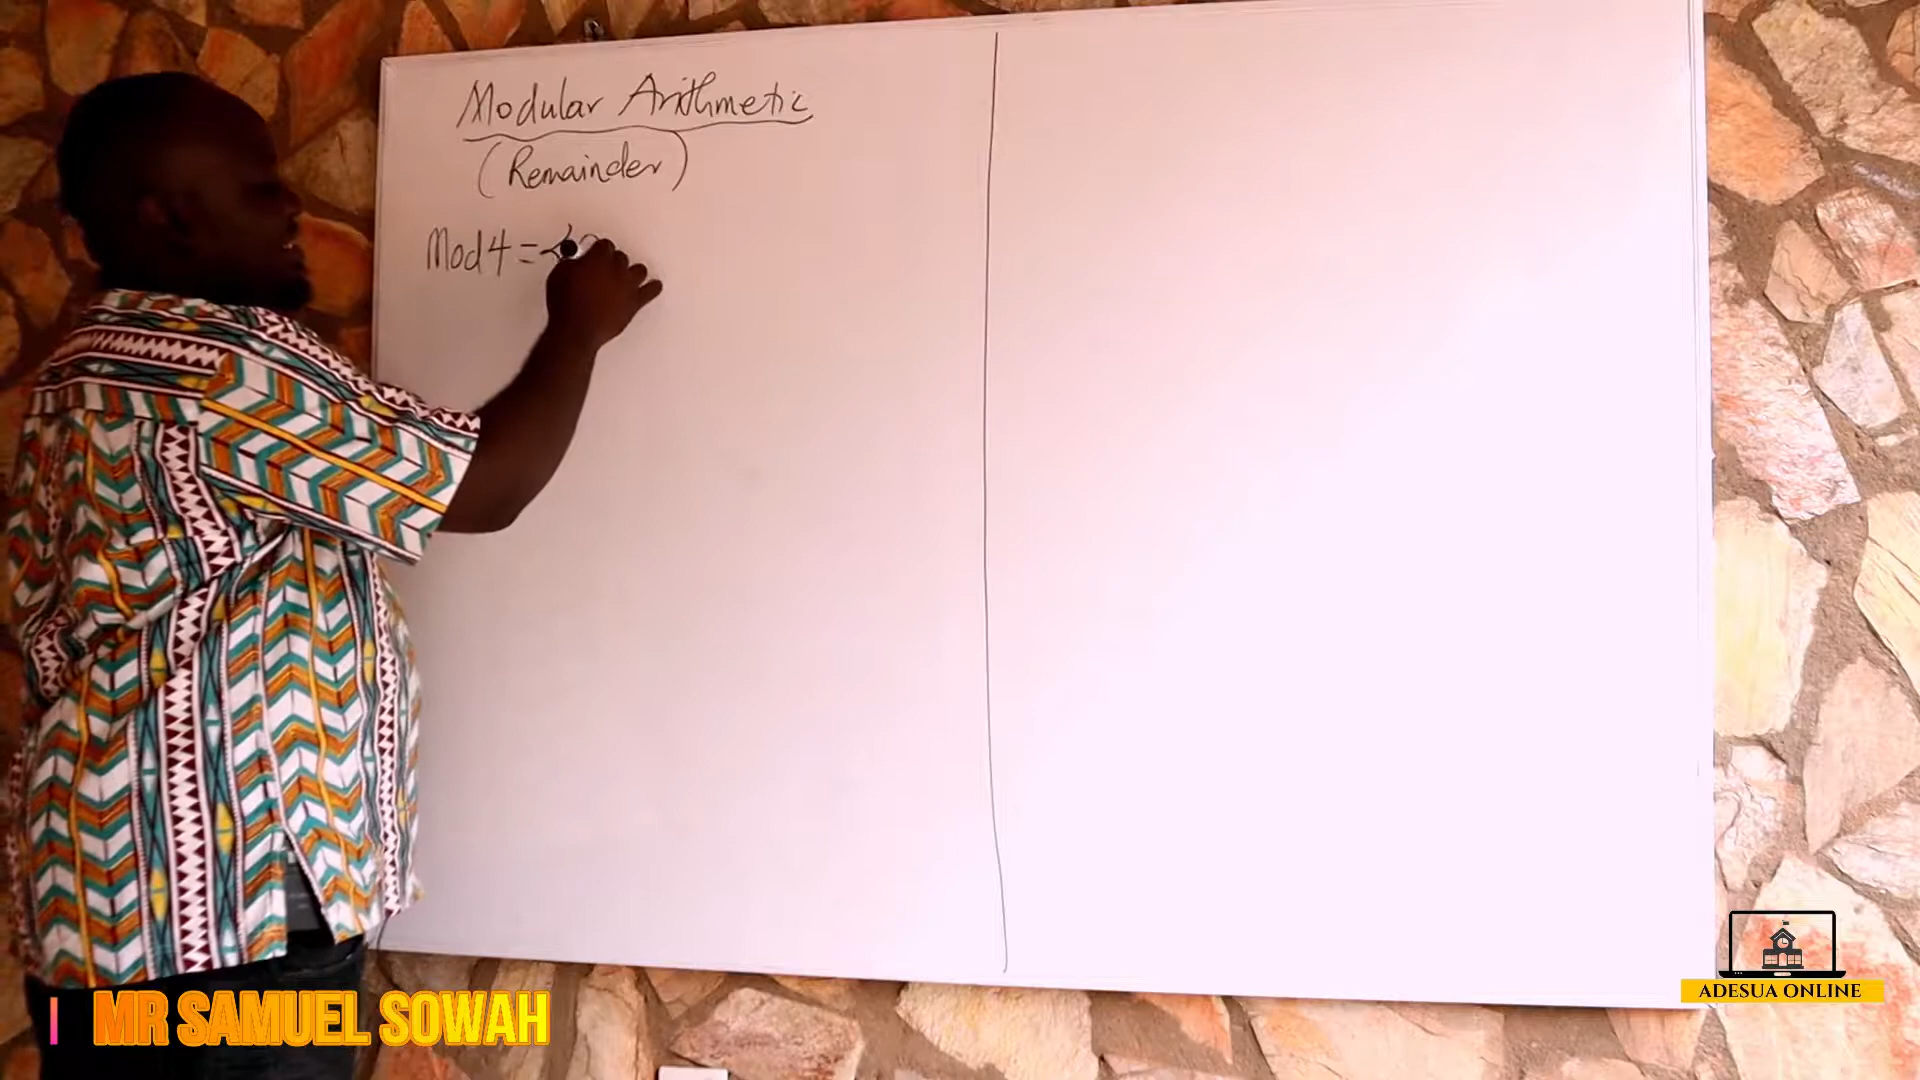 Modular Arithmetic
(Remainder)
Mod 4 = {
MR SAMUEL SOWAH
ADESUA ONLINE